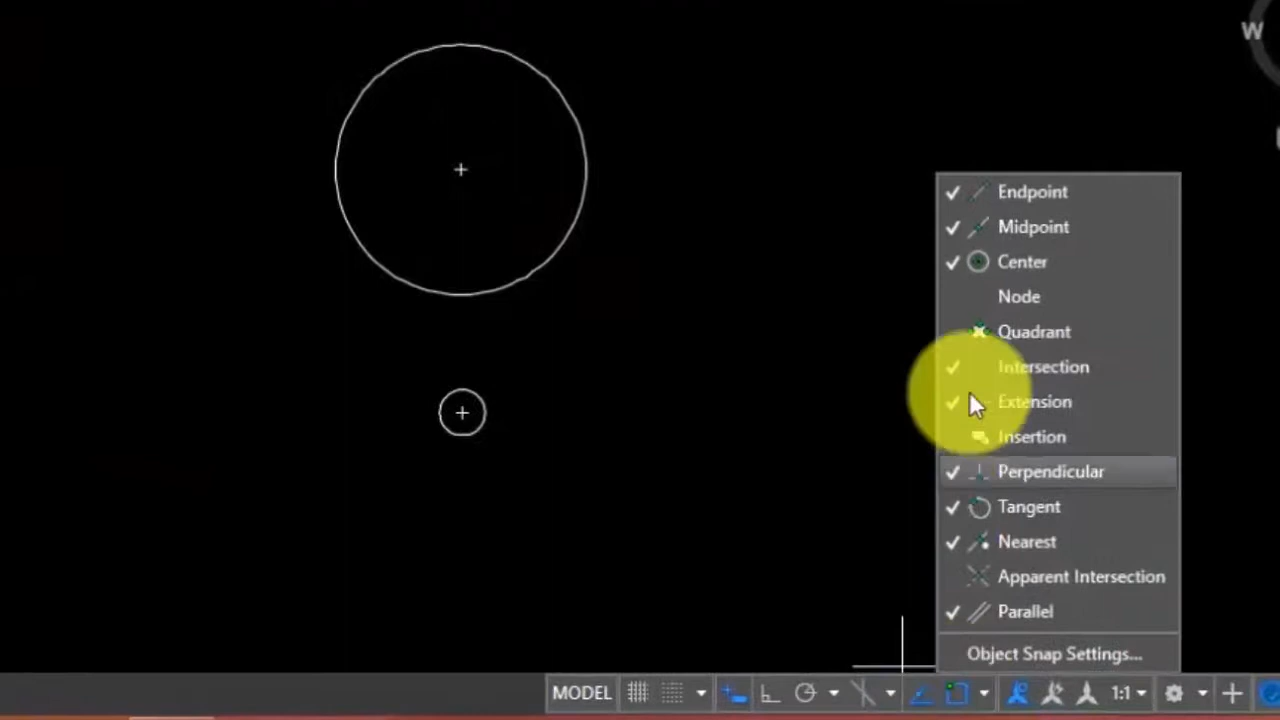 W
Endpoint
Midpoint
Center
Node
Quadrant
Intersection
Extension
Insertion
Perpendicular
Tangent
Nearest
Apparent Intersection
Parallel
Object Snap Settings...
MODEL
1:1